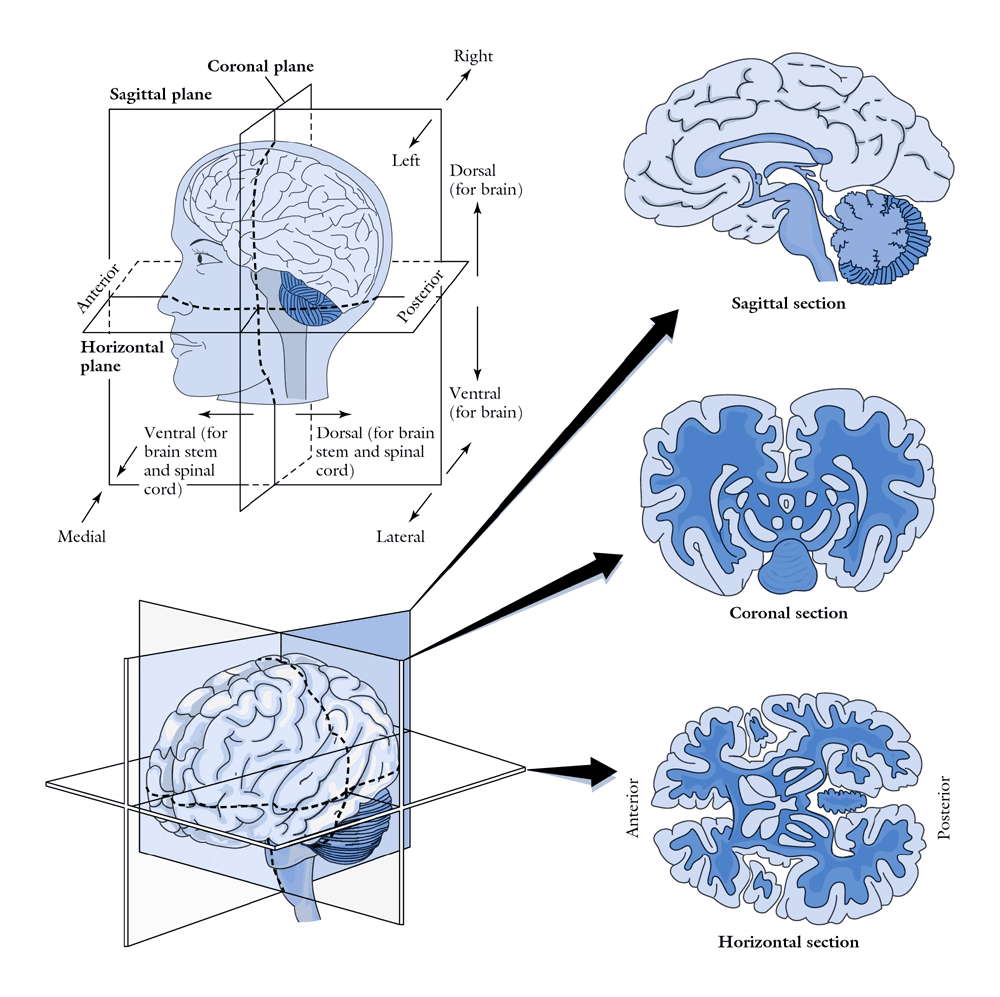 Right
Coronal plane
Sagittal plane
Left
Dorsal
(for brain)
Anterior
Posterior
Horizontal
plane
Ventral
(for brain)
Ventral (for
brain stem
and spinal
cord)
Dorsal (for brain
stem and spinal
cord)
Medial
Lateral
Sagittal section
Coronal section
Anterior
Posterior
Horizontal section